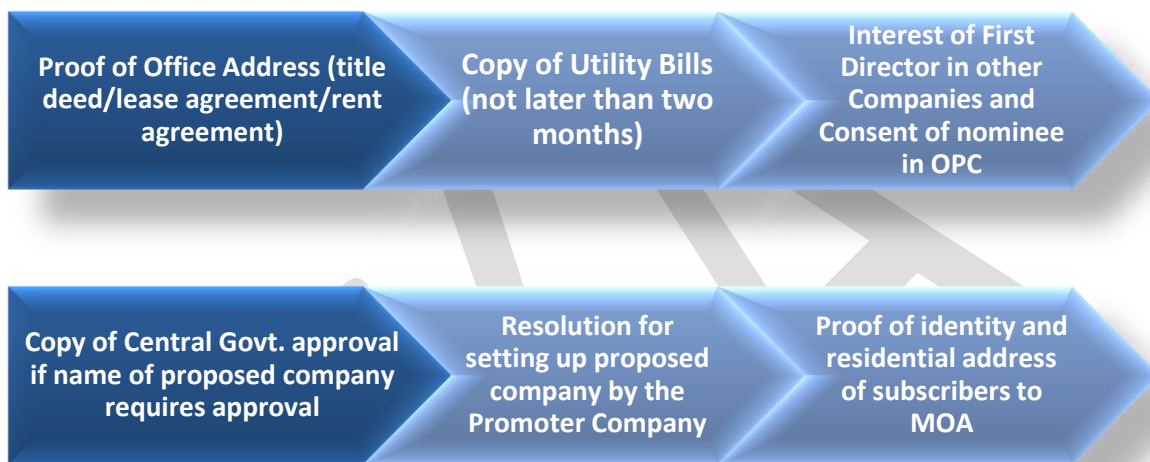 Proof of Office Address (title
deed/lease agreement/rent
agreement)
Copy of Utility Bills
(not later than two
months)
Interest of First
Director in other
Companies and
Consent of nominee
in OPC
Copy of Central Govt. approval
if name of proposed company
requires approval
Resolution for
setting up proposed
company by the
Promoter Company
Proof of identity and
residential address
of subscribers to
MOA